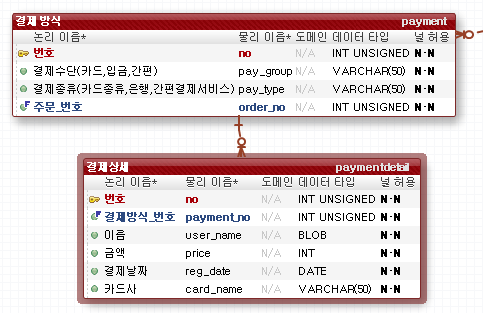 결제 방식 payment
논리 이름* 물리 이름* 도메인 데이터 타입 널 허용
번호 no N/A INT UNSIGNED N-N
결제수단(카드,입금,간편) pay_group N/A VARCHAR(50) N-N
결제종류(카드종류,은행,간편결제서비스) pay_type N/A VARCHAR(50) N-N
주문_번호 order_no N/A INT UNSIGNED N-N
결제상세 paymentdetail
논리 이름* 물리 이름* 도메인 데이터 타입 널 허용
번호 no N/A INT UNSIGNED N-N
결제방식_번호 payment_no N/A INT UNSIGNED N-N
이음 user_name N/A BLOB N-N
금액 price N/A INT N-N
결제날짜 reg_date N/A DATE N-N
카드사 card_name N/A VARCHAR(50) N-N